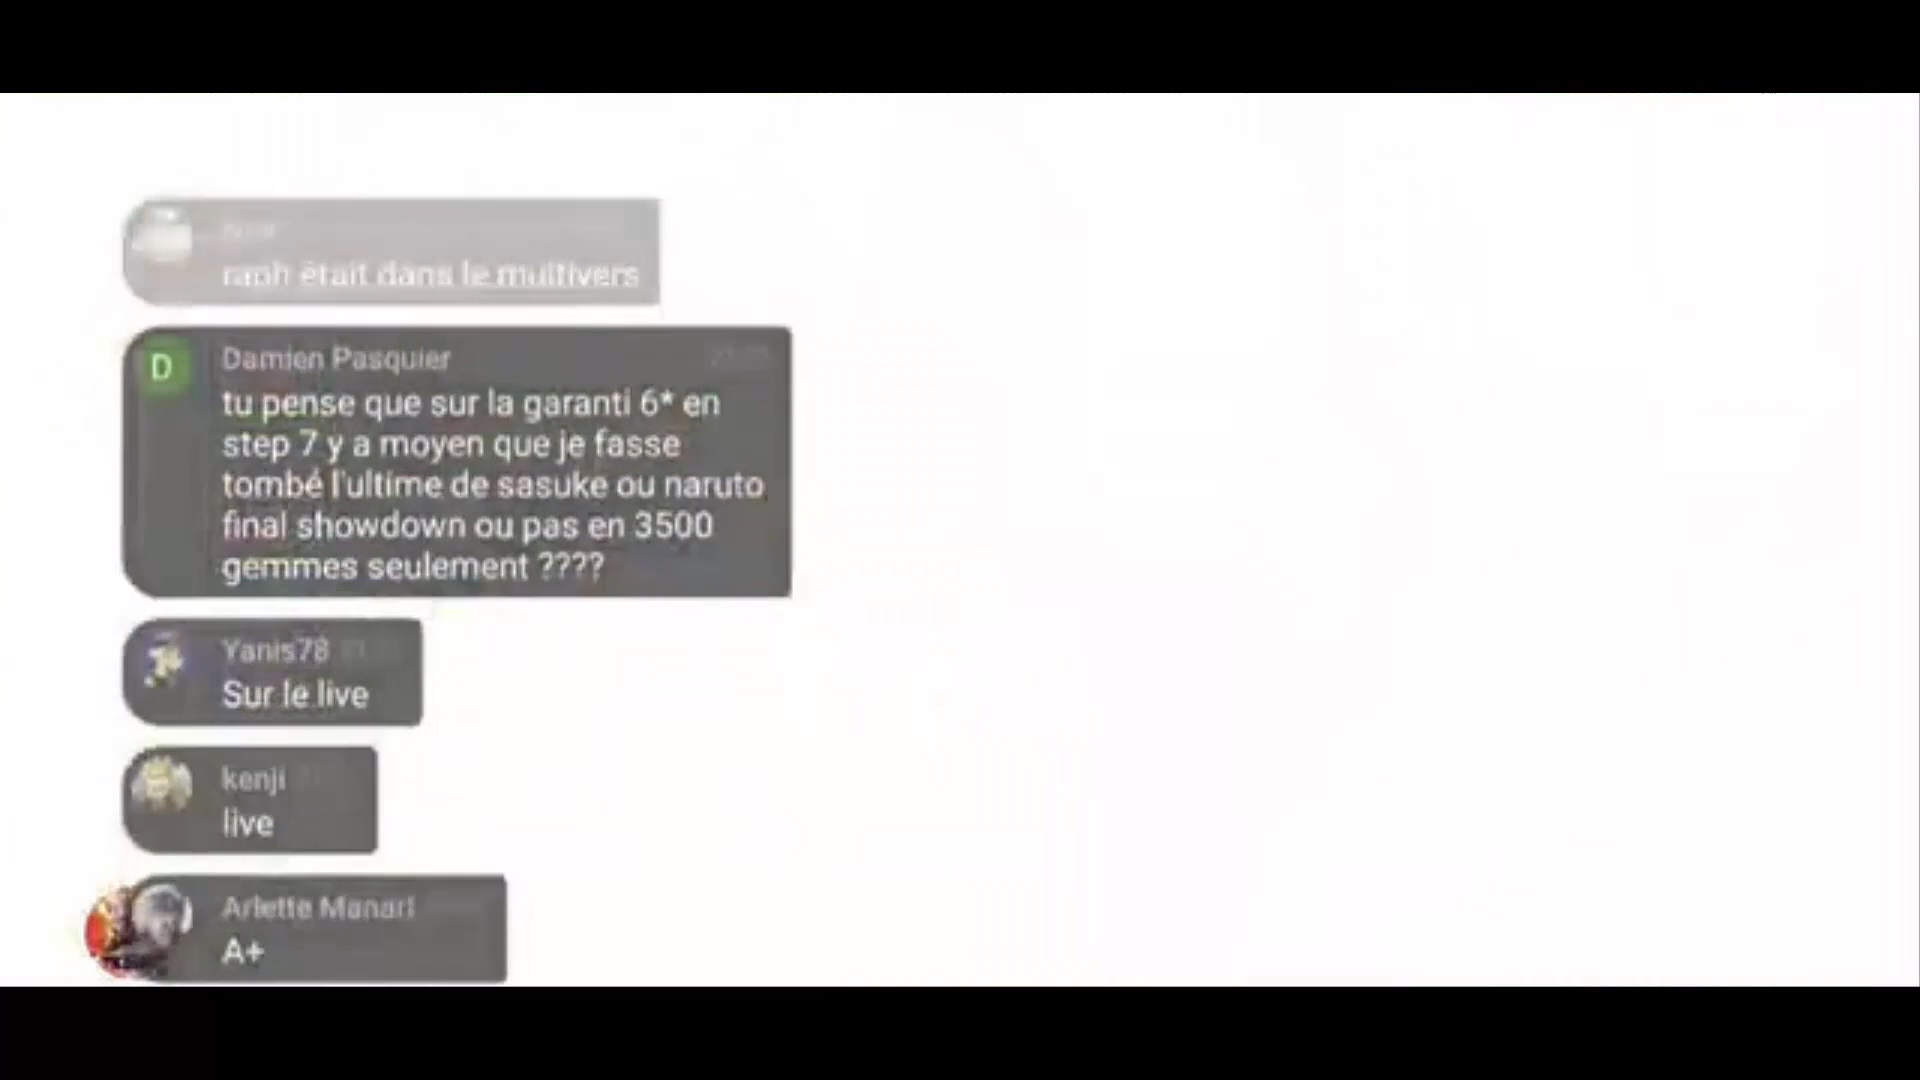 raph était dans le multivers
D
Damien Pasquier
tu pense que sur la garanti 6* en
step 7 y a moyen que je fasse
tombé l'ultime de sasuke ou naruto
final showdown ou pas en 3500
gemmes seulement ????
Yanis78
Sur le live
kenji
live
Arlette Manari
A+